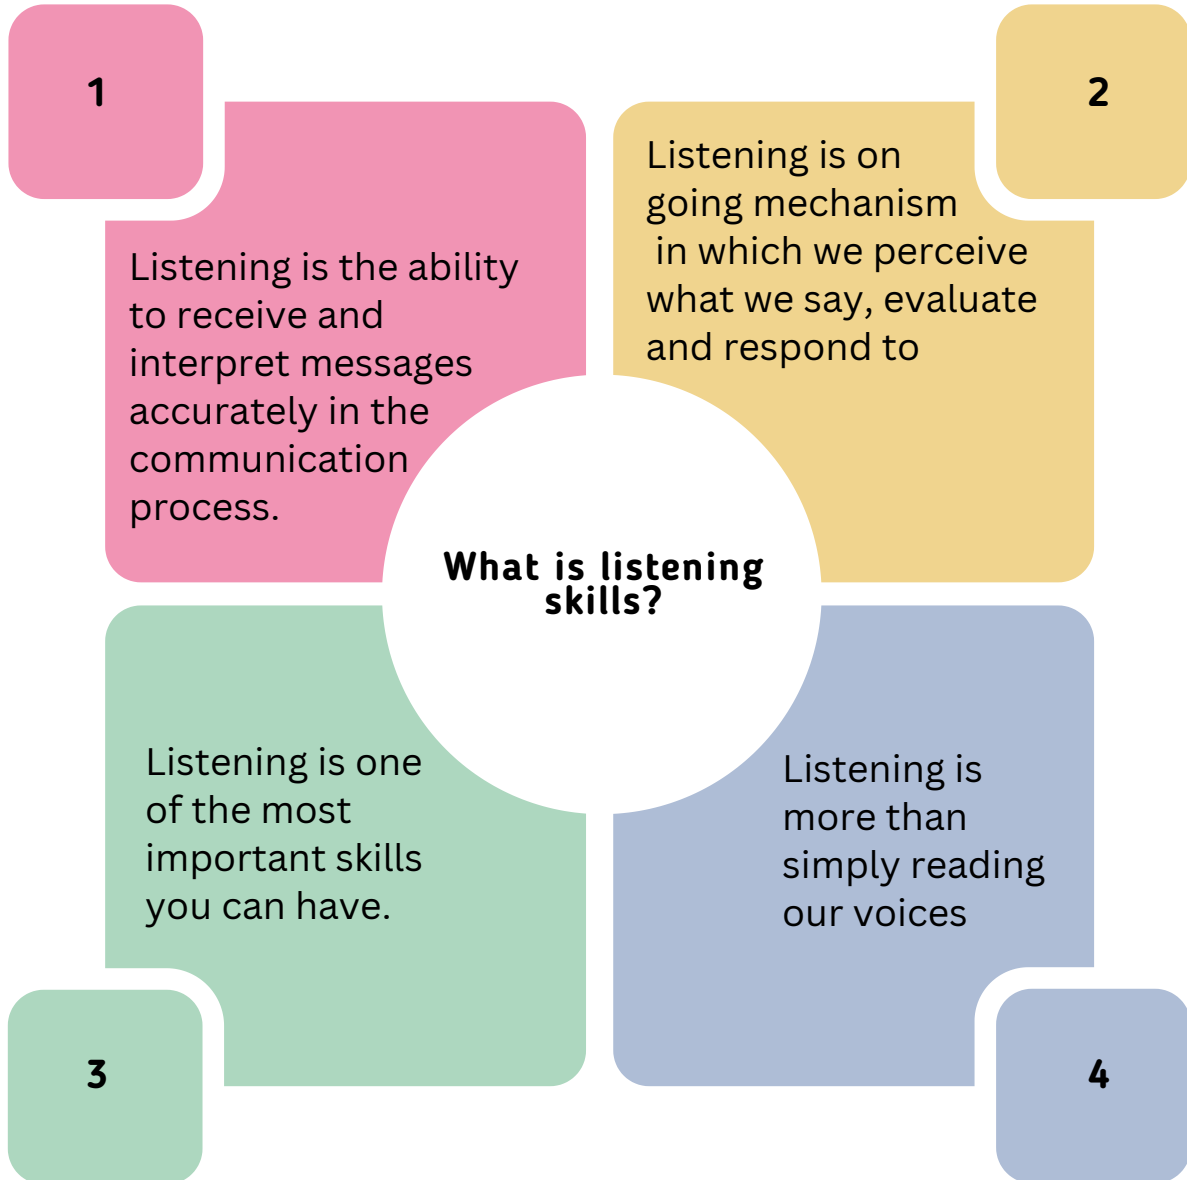 1
Listening is the ability
to receive and
interpret messages
accurately in the
communication
process.
2
Listening is on
going mechanism
in which we perceive
what we say, evaluate
and respond to
What is listening
skills?
3
Listening is one
of the most
important skills
you can have.
4
Listening is
more than
simply reading
our voices